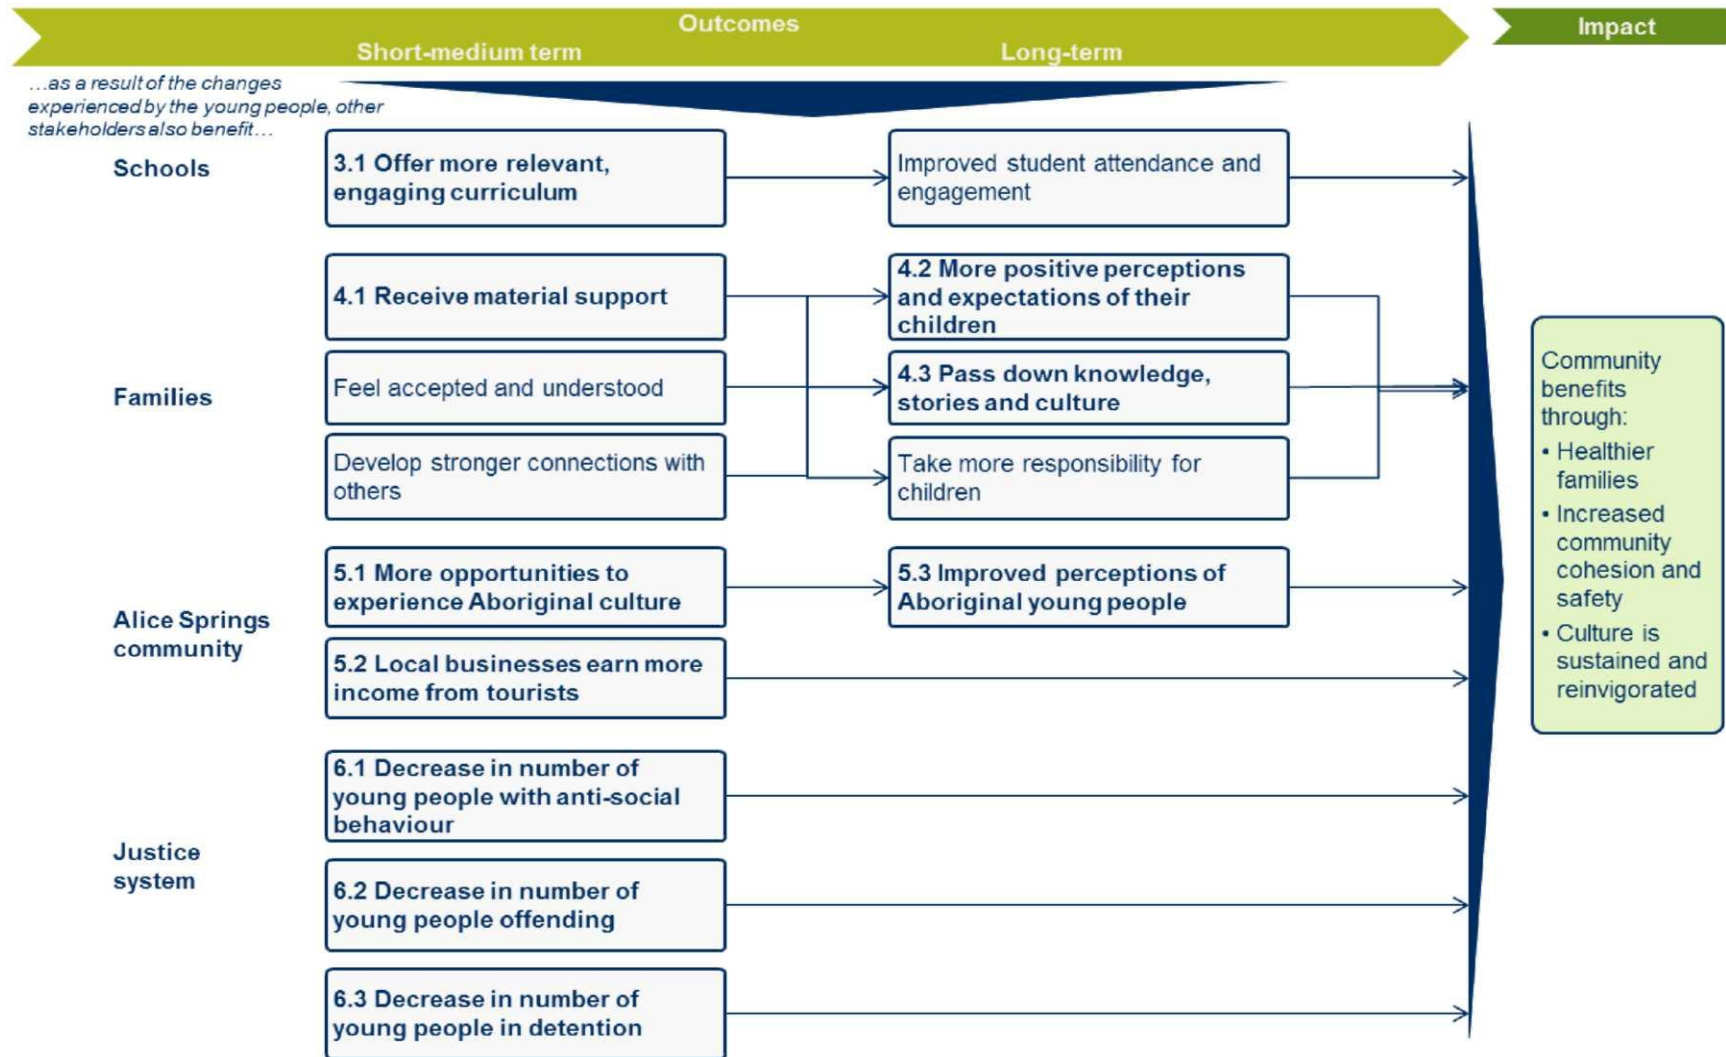 Outcomes
Impact
Short-medium term
Long-term
…as a result of the changes
experienced by the young people, other
stakeholders also benefit…
Schools
3.1 Offer more relevant,
engaging curriculum
Improved student attendance and
engagement
Families
4.1 Receive material support
4.2 More positive perceptions
and expectations of their
children
Feel accepted and understood
4.3 Pass down knowledge,
stories and culture
Develop stronger connections with
others
Take more responsibility for
children
Alice Springs
community
5.1 More opportunities to
experience Aboriginal culture
5.3 Improved perceptions of
Aboriginal young people
5.2 Local businesses earn more
income from tourists
Justice
system
6.1 Decrease in number of
young people with anti-social
behaviour
6.2 Decrease in number of
young people offending
6.3 Decrease in number of
young people in detention
Community
benefits
through:
• Healthier
families
• Increased
community
cohesion and
safety
• Culture is
sustained and
reinvigorated